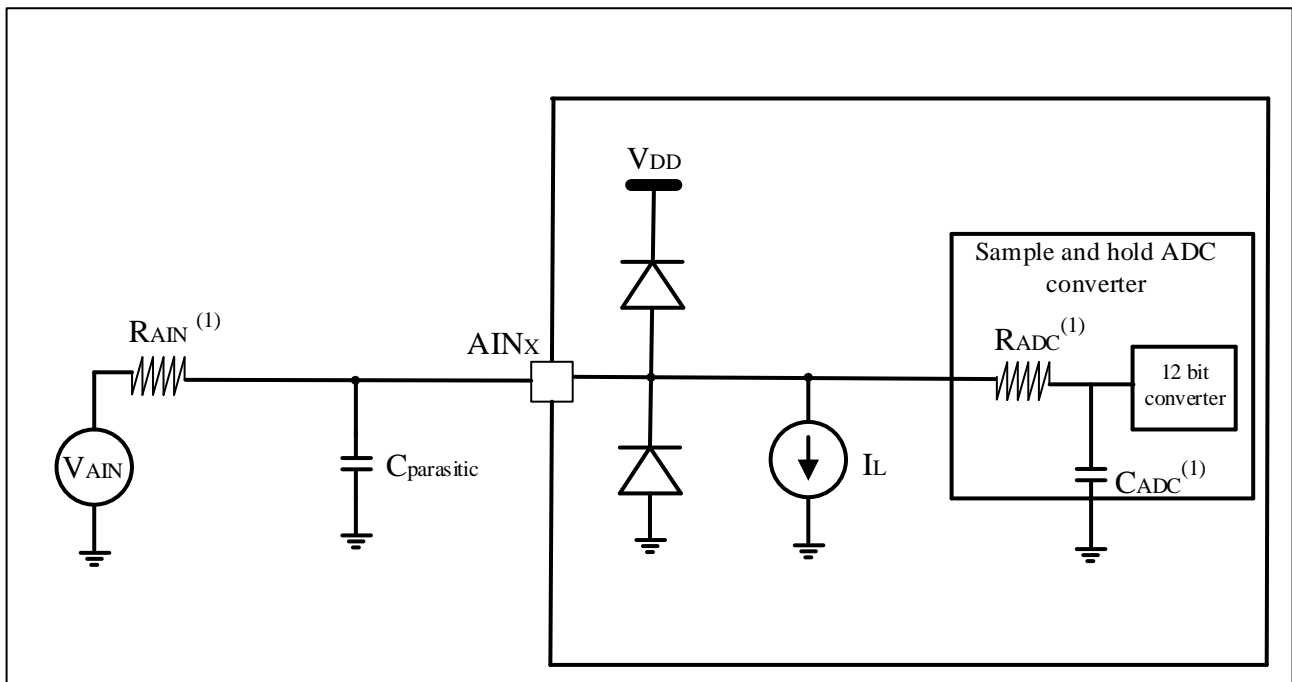 VDD
Sample and hold ADC
converter
RAIN (1)
AINX
RADC(1)
12 bit
converter
VAIN
Cparasitic
IL
CADC(1)